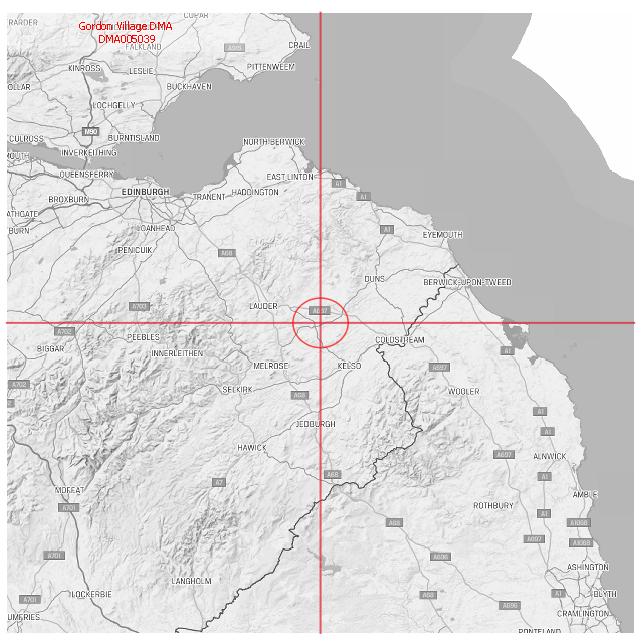 RARDER
CUPAR
Gordon Village DMA
DMA005039
FALKLAND
A915
CRAIL
KINROSS
LESLIE
PITTENWEEM
OLLAR
BUCKHAVEN
LOCHGELLY
M90
CULROSS
BURNTISLAND
NORTH BERWICK
MOUTH
INVERKEITHING
QUEENSFERRY
EAST LINTON
A1
EDINBURGH
HADDINGTON
A1
BROXBURN
TRANENT
ATHGATE
BURN
LOANHEAD
A1
EYEMOUTH
PENICUIK
A68
DUNS
BERWICK-UPON-TWEED
A703
LAUDER
A697
A702
PEEBLES
COLDSTREAM
BIGGAR
INNERLEITHEN
A1
MELROSE
KELSO
A697
A702
SELKIRK
A68
WOOLER
A1
JEDBURGH
A1
HAWICK
A697
ALNWICK
A68
A1
A7
MOFFAT
AMBLE
A701
ROTHBURY
A1
A68
A1068
A697
A1068
A701
A696
ASHINGTON
LANGHOLM
LOCKERBIE
A68
A1
BLYTH
A701
A696
CRAMLINGTON
UMFRIES
PONTELAND